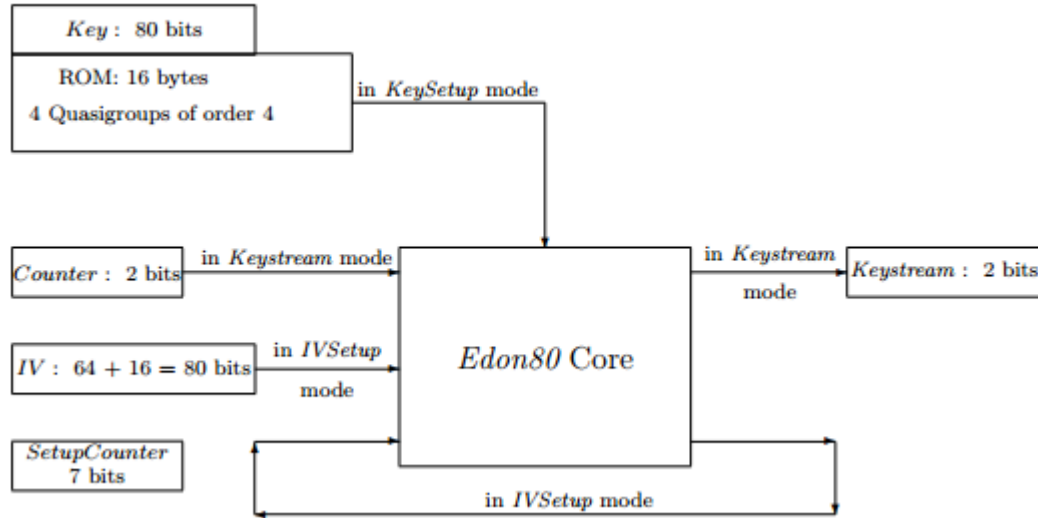 Key : 80 bits
ROM: 16 bytes
4 Quasigroups of order 4
in KeySetup mode
Counter : 2 bits
in Keystream mode
in Keystream
mode
Keystream : 2 bits
IV : 64 + 16 = 80 bits
in IVSetup
mode
Edon80 Core
SetupCounter
7 bits
in IVSetup mode